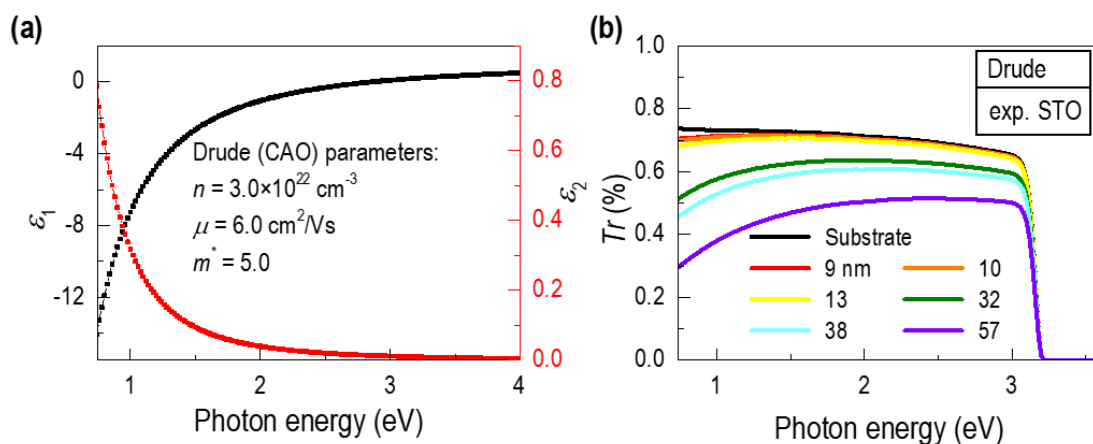 (a)
0
-4
-8
-12
ε1
Drude (CAO) parameters:
n = 3.0×10²² cm⁻³
μ = 6.0 cm²/Vs
m* = 5.0
0.8
0.6
0.4
0.2
0.0
ε2
1 2 3 4
Photon energy (eV)
(b)
Drude
exp. STO
1.0
0.8
0.6
0.4
0.2
0.0
Tr (%)
Substrate
9 nm 10
13 32
38 57
1 2 3
Photon energy (eV)